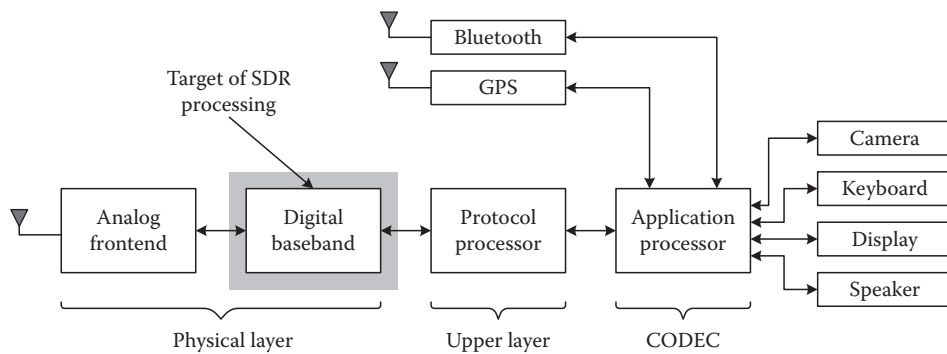 Bluetooth
GPS
Target of SDR
processing
Camera
Keyboard
Display
Speaker
Analog
frontend
Digital
baseband
Protocol
processor
Application
processor
Physical layer
Upper layer
CODEC